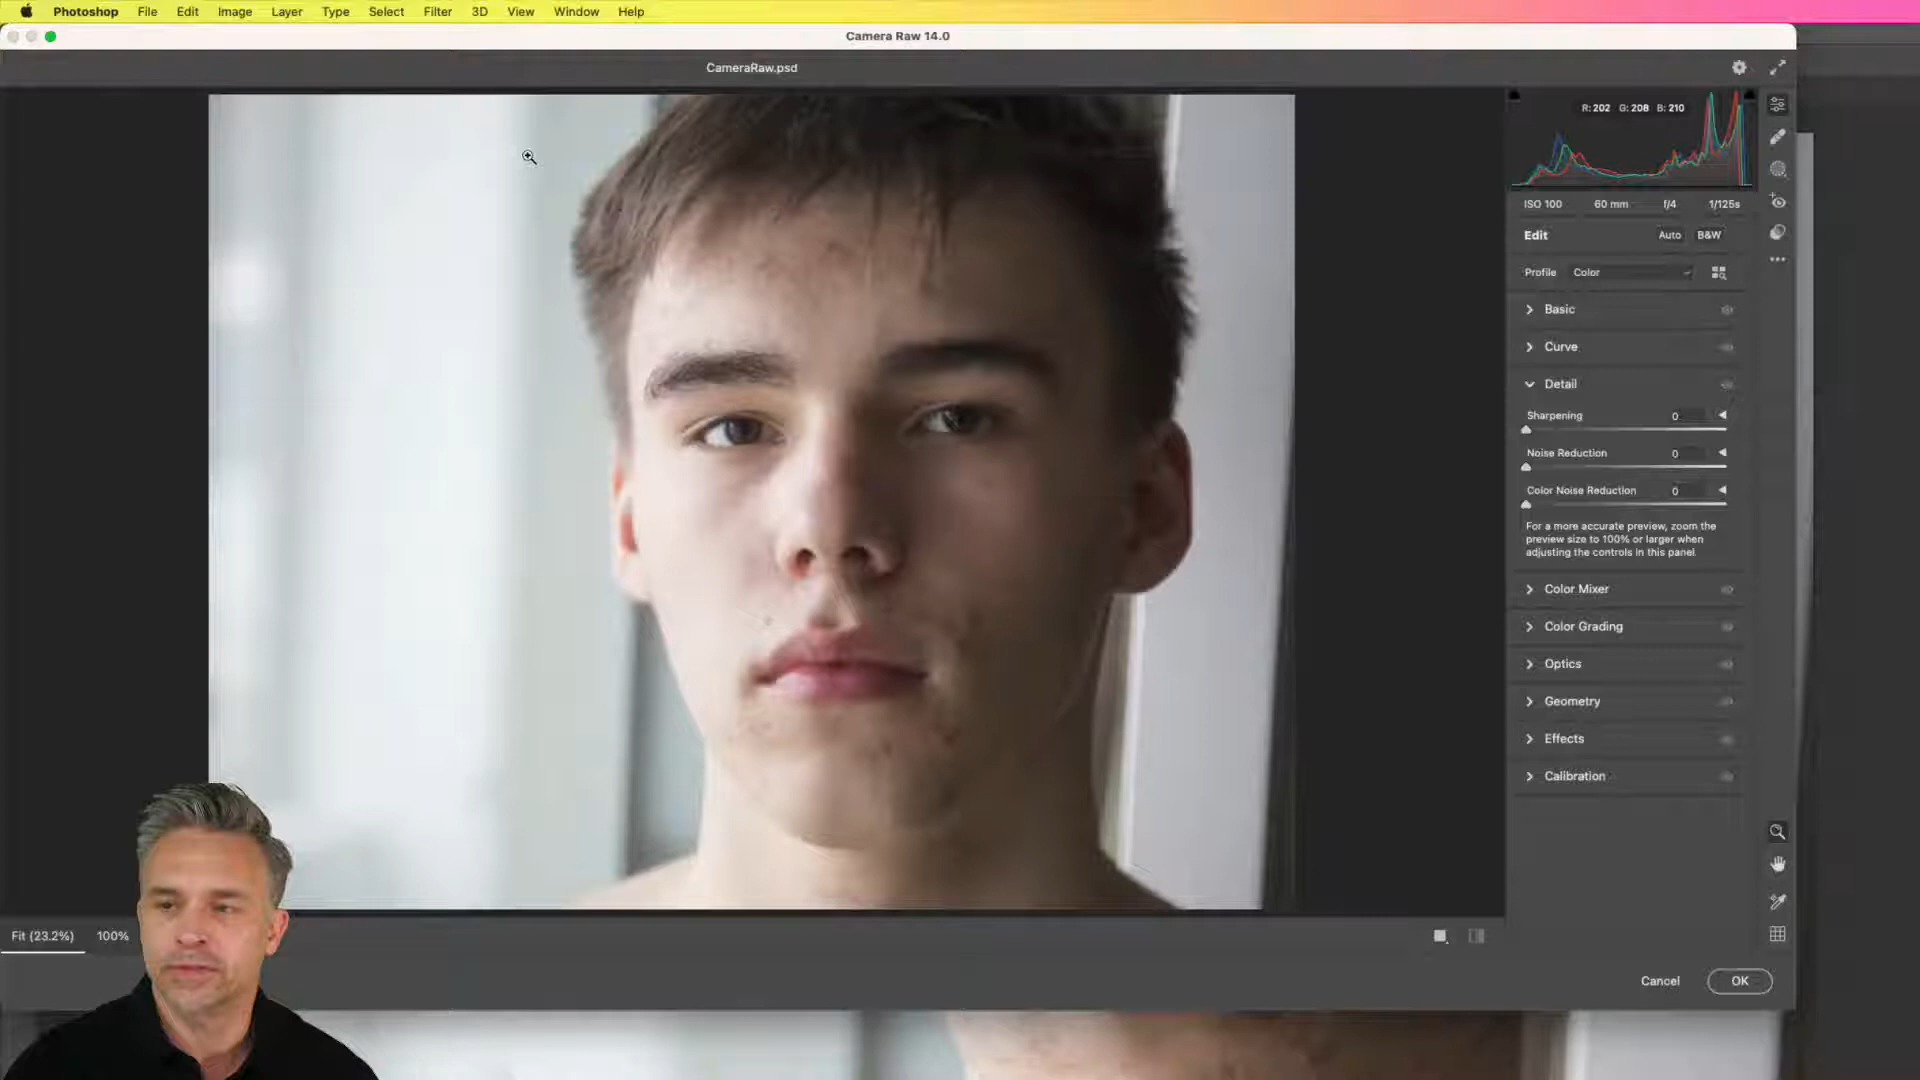 Photoshop File Edit Image Layer Type Select Filter 3D View Window Help
Camera Raw 14.0
CameraRaw.psd
R: 202 G: 208 B: 210
ISO 100 60 mm f/4 1/125s
Edit Auto B&W
Profile Color
Basic
Curve
Detail
Sharpening 0
Noise Reduction 0
Color Noise Reduction 0
For a more accurate preview, zoom the
preview size to 100% or larger when
adjusting the controls in this panel.
Color Mixer
Color Grading
Optics
Geometry
Effects
Calibration
Fit (23.2%) 100%
Cancel OK